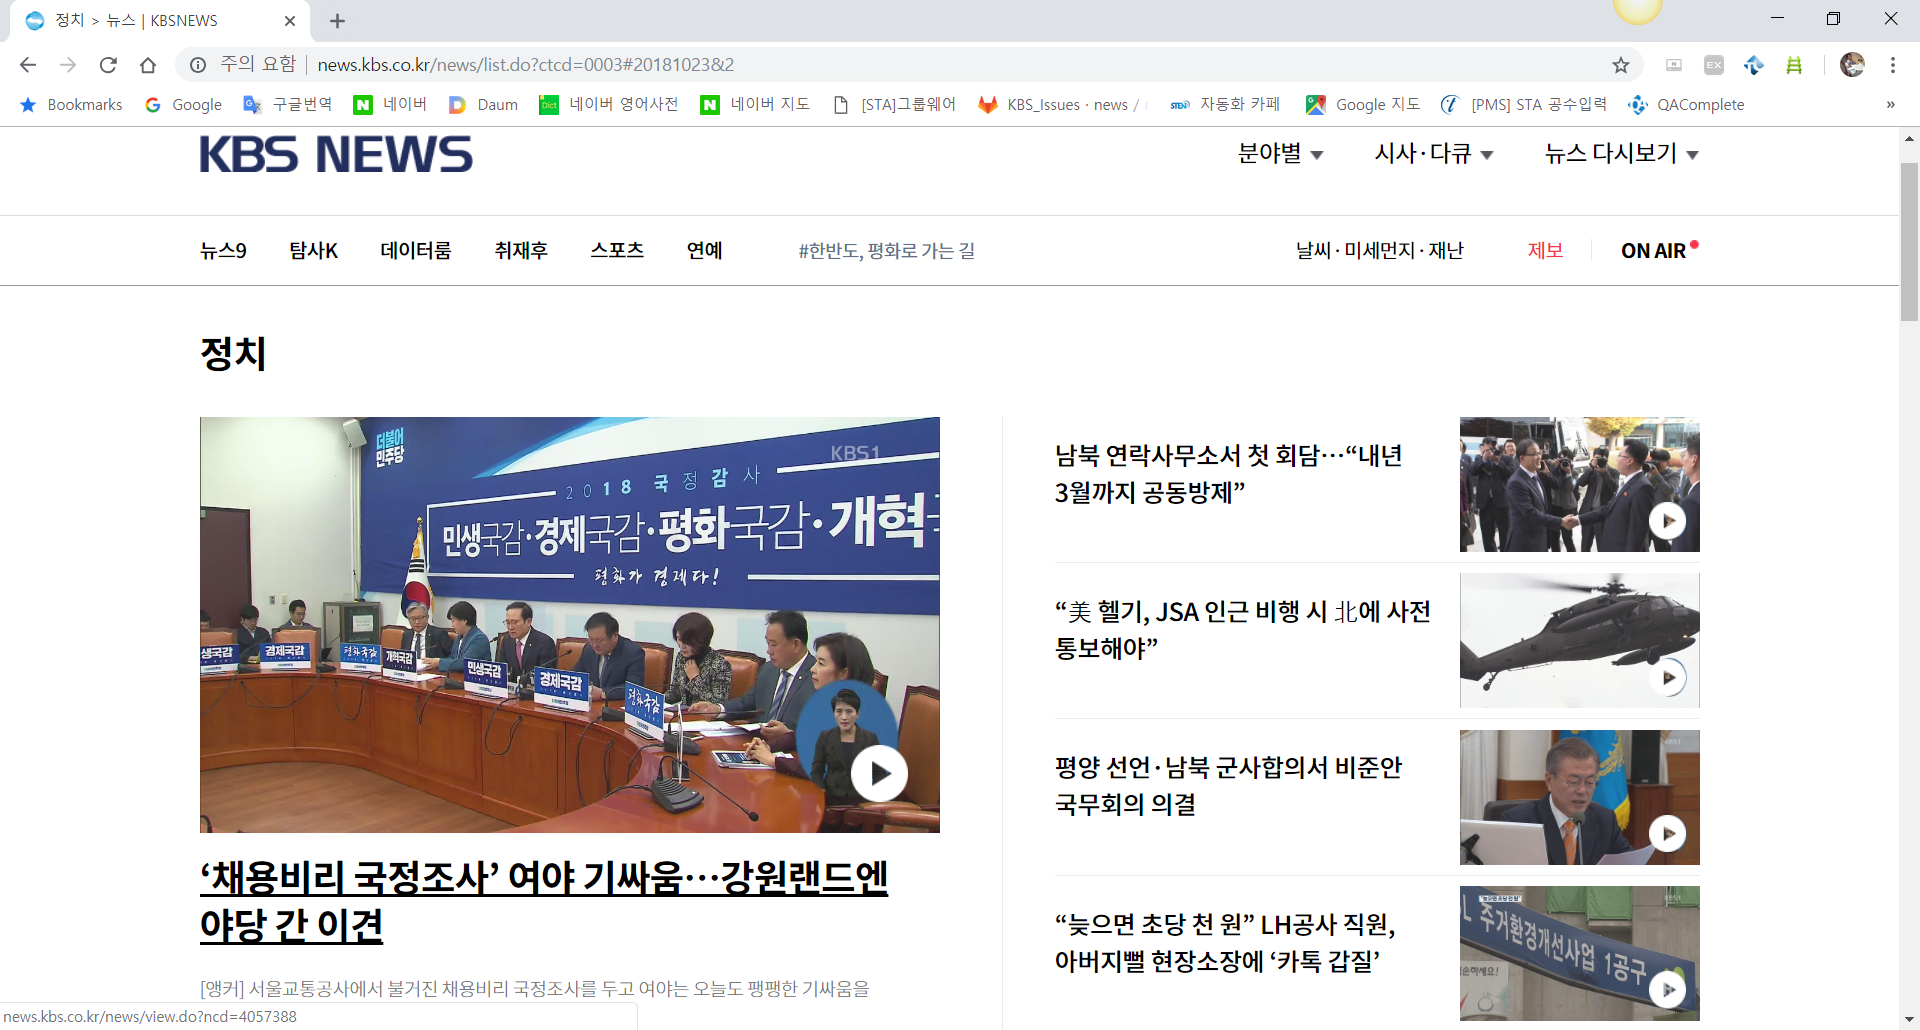 정치 > 뉴스 | KBSNEWS
주의 요함 | news.kbs.co.kr/news/list.do?ctcd=0003#20181023&2
Bookmarks Google 구글번역 네이버 Daum 네이버 영어사전 네이버 지도 [STA]그룹웨어 KBS_Issues · news / 자동화 카페 Google 지도 [PMS] STA 공수입력 QAComplete »
KBS NEWS
분야별 시사·다큐 뉴스 다시보기
뉴스9 탐사K 데이터룸 취재후 스포츠 연예 #한반도, 평화로 가는 길 날씨·미세먼지·재난 제보 ON AIR
정치
더불어
민주당
KBS1
2018 국정감사
민생국감·경제국감·평화국감·개혁
평화가 경제다!
생국감 경제국감 평화국감 개혁국감 민생국감 경제국감 평화국감
‘채용비리 국정조사’ 여야 기싸움…강원랜드엔
야당 간 이견
[앵커] 서울교통공사에서 불거진 채용비리 국정조사를 두고 여야는 오늘도 팽팽한 기싸움을
남북 연락사무소서 첫 회담…“내년
3월까지 공동방제”
“美 헬기, JSA 인근 비행 시 北에 사전
통보해야”
평양 선언·남북 군사합의서 비준안
국무회의 의결
“늦으면 초당 천 원” LH공사 직원,
아버지뻘 현장소장에 ‘카톡 갑질’
주거환경개선사업 1공구
news.kbs.co.kr/news/view.do?ncd=4057388